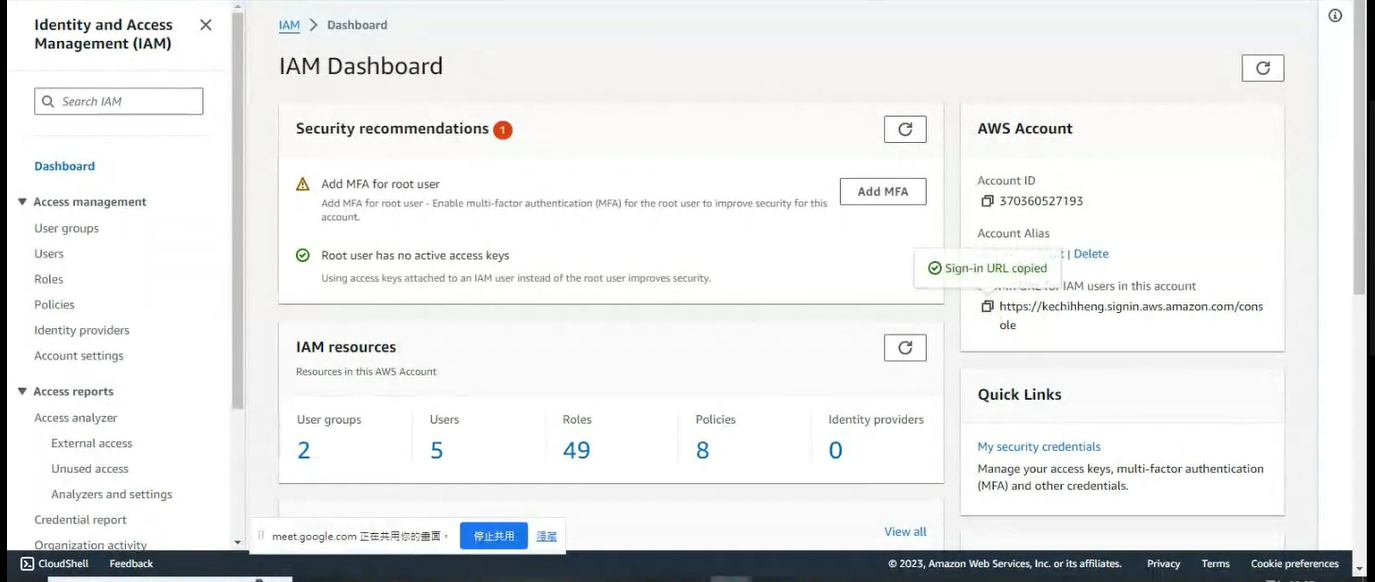 Identity and Access
Management (IAM)
Search IAM
Dashboard
Access management
User groups
Users
Roles
Policies
Identity providers
Account settings
Access reports
Access analyzer
External access
Unused access
Analyzers and settings
Credential report
Organization activity
IAM > Dashboard
IAM Dashboard
Security recommendations 1
Add MFA for root user
Add MFA for root user - Enable multi-factor authentication (MFA) for the root user to improve security for this
account.
Add MFA
Root user has no active access keys
Using access keys attached to an IAM user instead of the root user improves security.
IAM resources
Resources in this AWS Account
User groups
2
Users
5
Roles
49
Policies
8
Identity providers
0
View all
AWS Account
Account ID
370360527193
Account Alias
| Delete
Sign-in URL copied
URL for IAM users in this account
https://kechihheng.signin.aws.amazon.com/cons
ole
Quick Links
My security credentials
Manage your access keys, multi-factor authentication
(MFA) and other credentials.
meet.google.com 正在共用你的畫面。
停止共用
隱藏
CloudShell Feedback
© 2023, Amazon Web Services, Inc. or its affiliates. Privacy Terms Cookie preferences